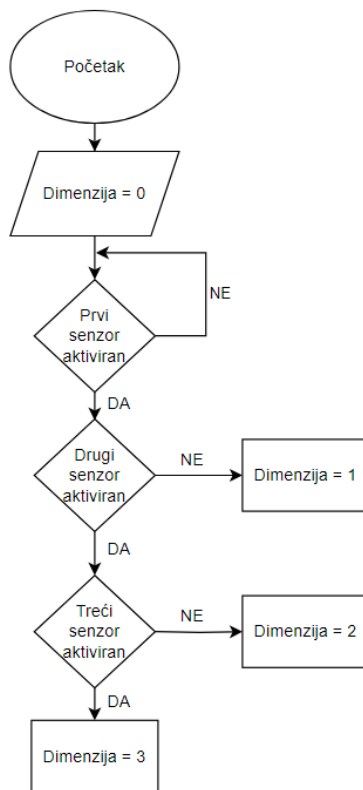 Početak
Dimenzija = 0
NE
Prvi
senzor
aktiviran
DA
Drugi
senzor
aktiviran
NE
Dimenzija = 1
DA
Treći
senzor
aktiviran
NE
Dimenzija = 2
DA
Dimenzija = 3